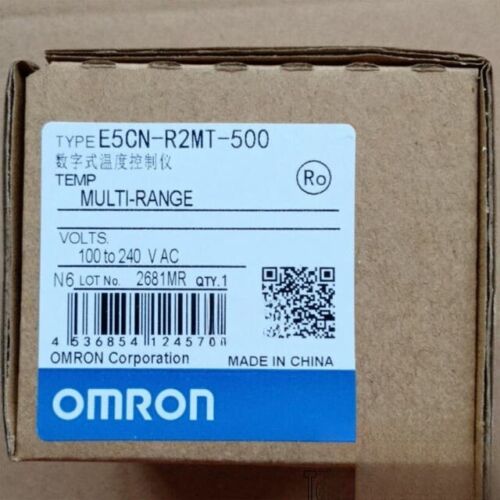 TYPE E5CN-R2MT-500
数字式温度控制仪
TEMP Ro
MULTI-RANGE
VOLTS.
100 to 240 V AC
N6 LOT No. 2681MR QTY.1
4 536854 124570
OMRON Corporation MADE IN CHINA
OMRON